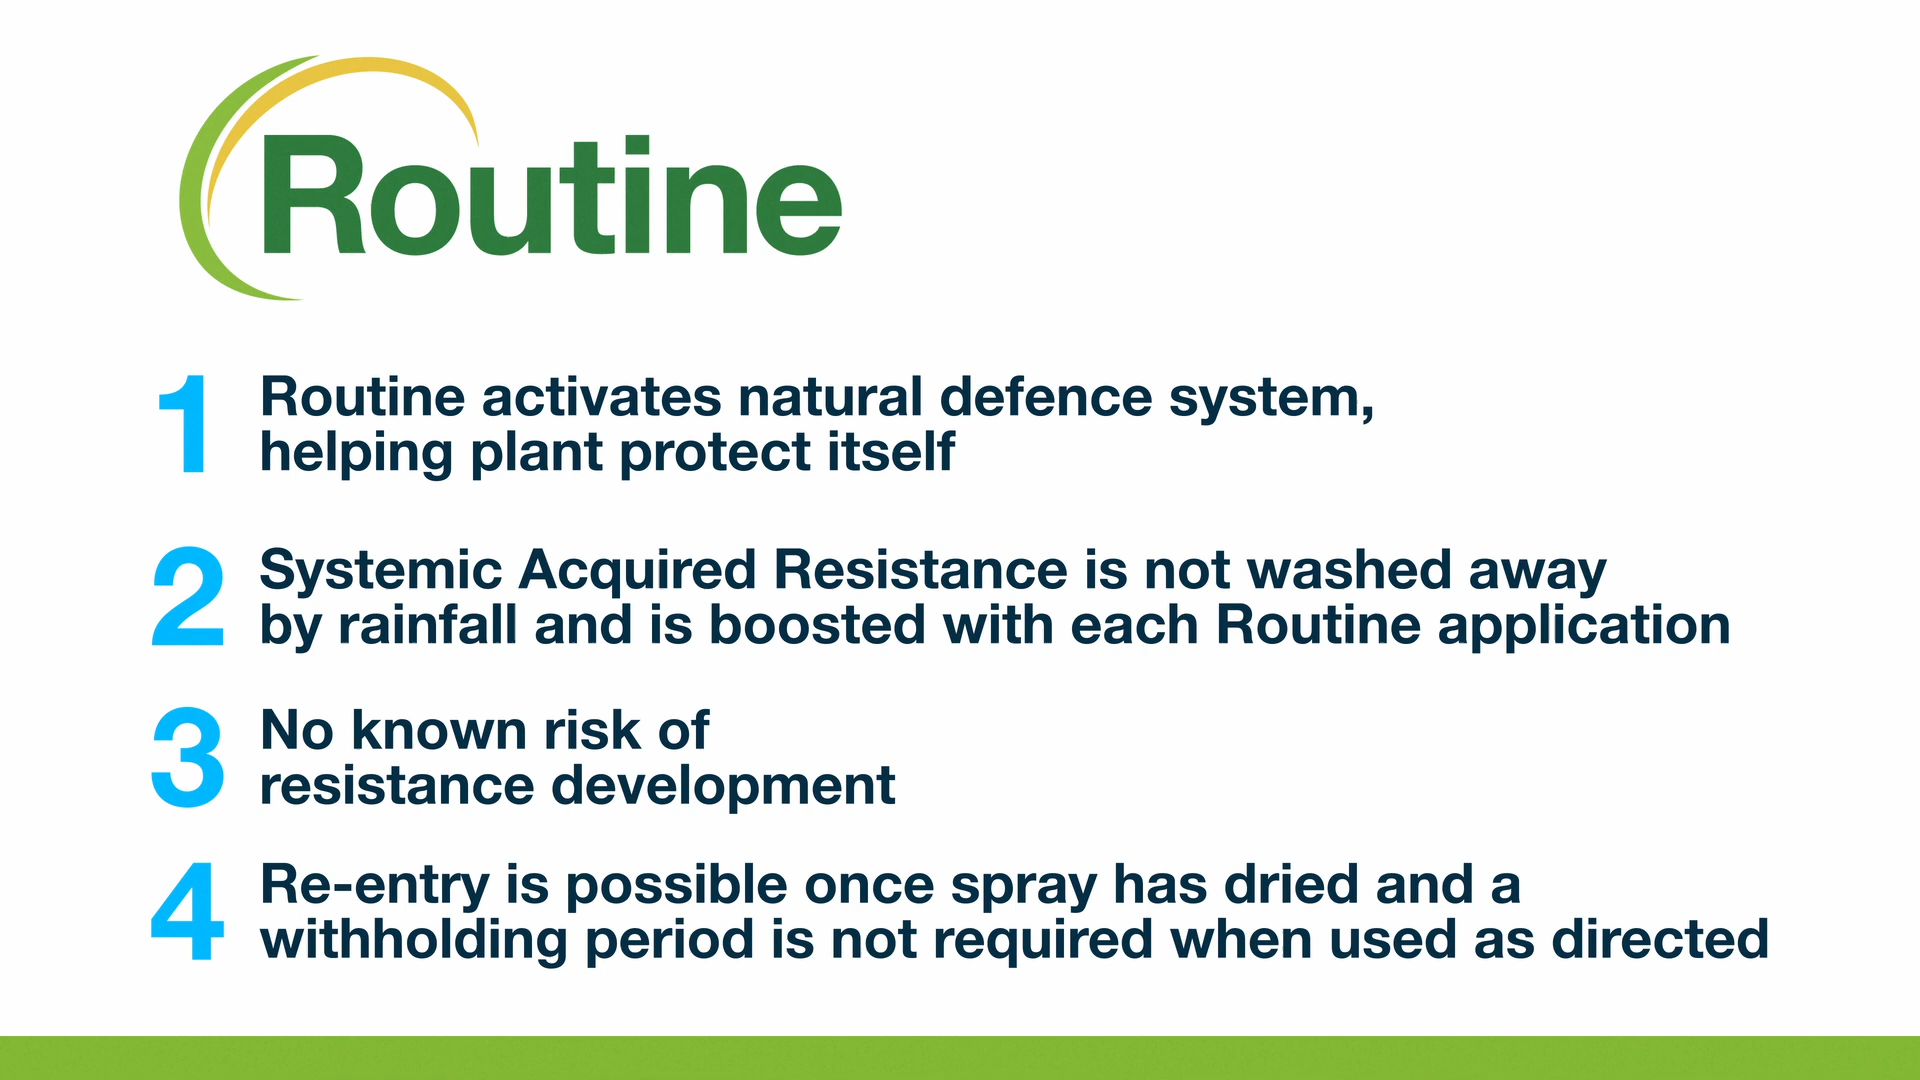 Routine
1 Routine activates natural defence system,
helping plant protect itself
2 Systemic Acquired Resistance is not washed away
by rainfall and is boosted with each Routine application
3 No known risk of
resistance development
4 Re-entry is possible once spray has dried and a
withholding period is not required when used as directed